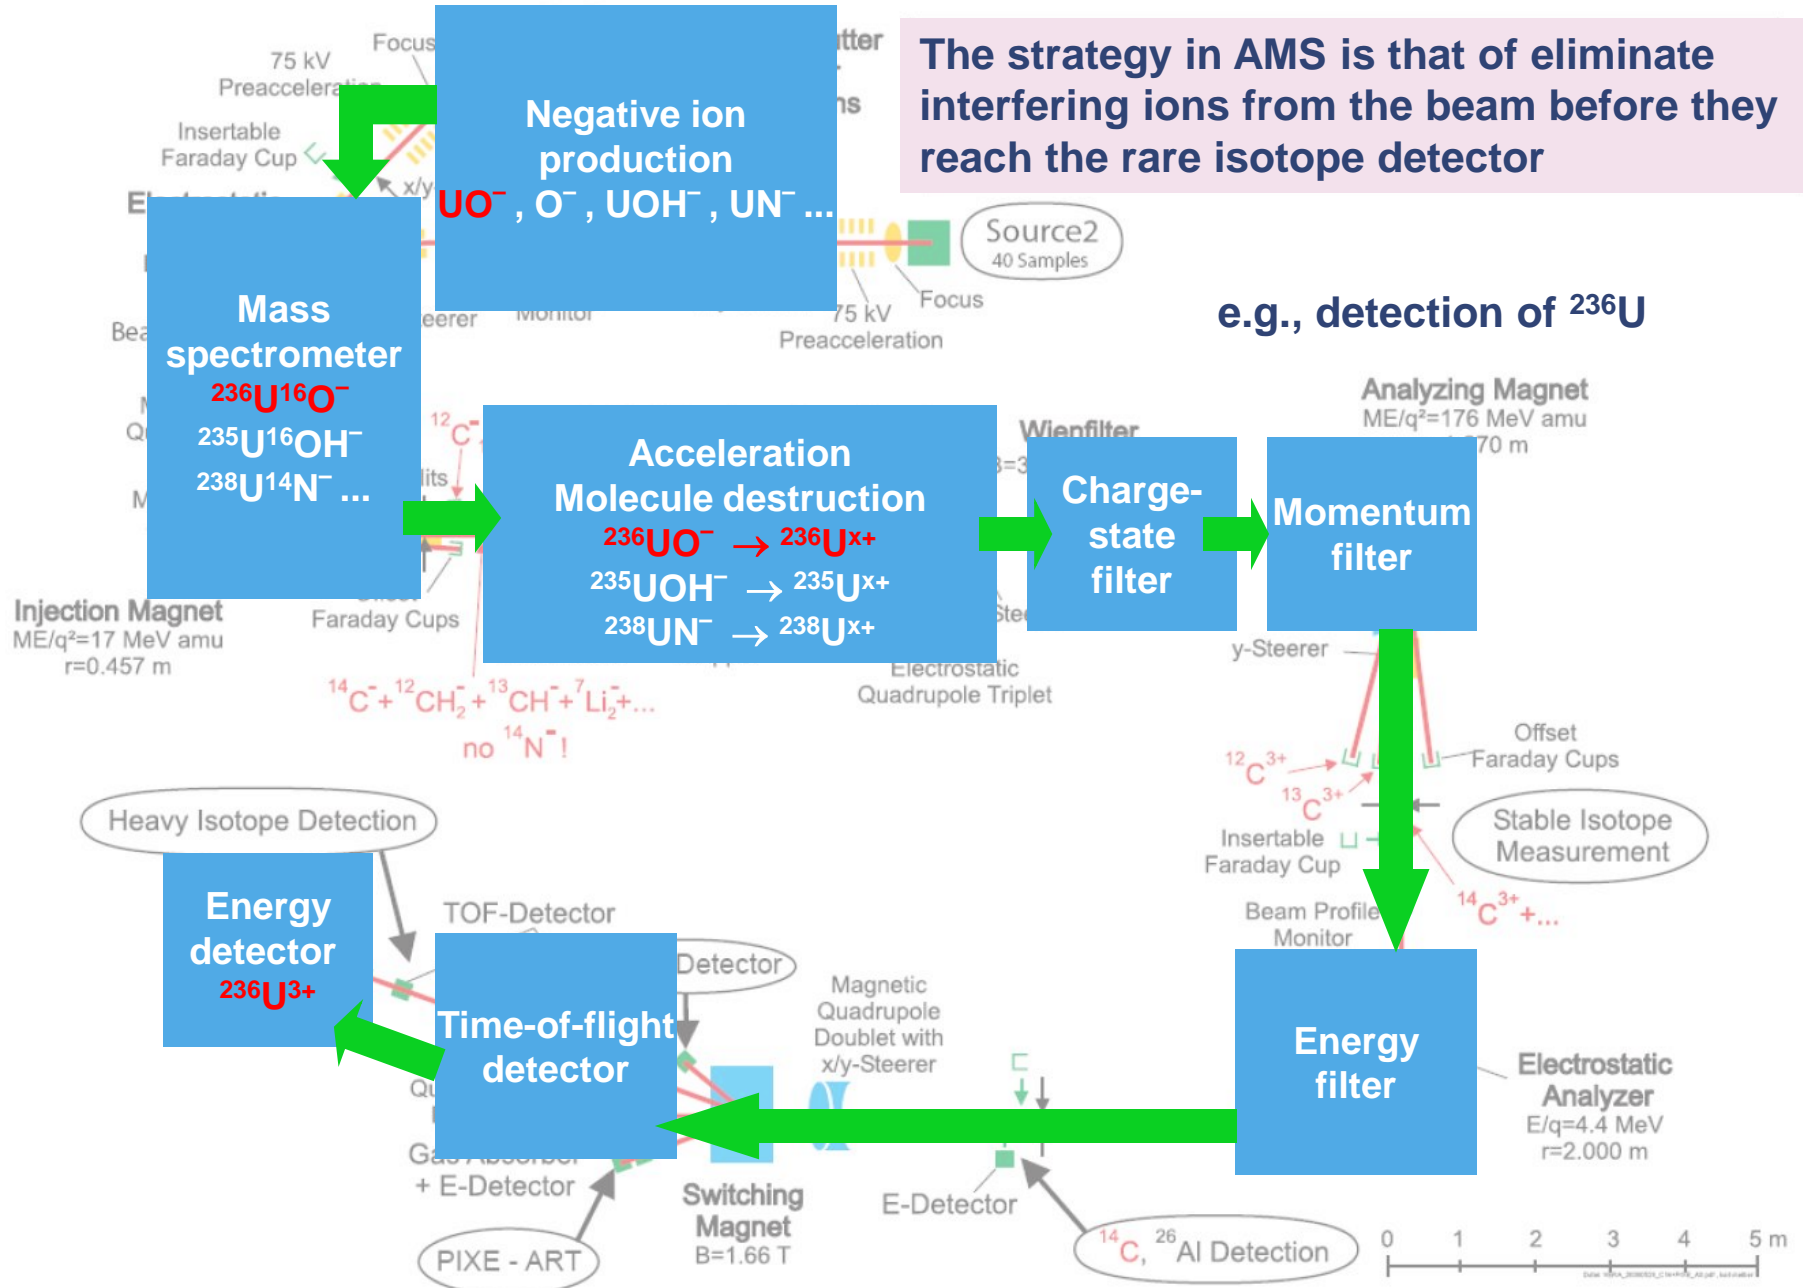 The strategy in AMS is that of eliminate
interfering ions from the beam before they
reach the rare isotope detector
e.g., detection of ²³⁶U
75 kV
Preacceleration
Focus
Insertable
Faraday Cup
Negative ion
production
UO⁻ , O⁻ , UOH⁻ , UN⁻ ...
Source2
40 Samples
Focus
75 kV
Preacceleration
Monitor
Mass
spectrometer
²³⁶U¹⁶O⁻
²³⁵U¹⁶OH⁻
²³⁸U¹⁴N⁻ ...
¹²C⁻
Acceleration
Molecule destruction
²³⁶UO⁻ → ²³⁶Uˣ⁺
²³⁵UOH⁻ → ²³⁵Uˣ⁺
²³⁸UN⁻ → ²³⁸Uˣ⁺
Wienfilter
Charge-
state
filter
Analyzing Magnet
ME/q²=176 MeV amu
Momentum
filter
Injection Magnet
ME/q²=17 MeV amu
r=0.457 m
Faraday Cups
¹⁴C⁻+¹²CH₂⁻+¹³CH⁻+⁷Li₂⁻+...
no ¹⁴N⁻!
Electrostatic
Quadrupole Triplet
y-Steerer
Offset
Faraday Cups
¹²C³⁺
¹³C³⁺
Insertable
Faraday Cup
Stable Isotope
Measurement
¹⁴C³⁺+...
Beam Profile
Monitor
Energy
filter
Electrostatic
Analyzer
E/q=4.4 MeV
r=2.000 m
Heavy Isotope Detection
Energy
detector
²³⁶U³⁺
TOF-Detector
Detector
Time-of-flight
detector
Magnetic
Quadrupole
Doublet with
x/y-Steerer
Gas Absorber
+ E-Detector
Switching
Magnet
B=1.66 T
PIXE - ART
E-Detector
¹⁴C, ²⁶Al Detection
0 1 2 3 4 5 m